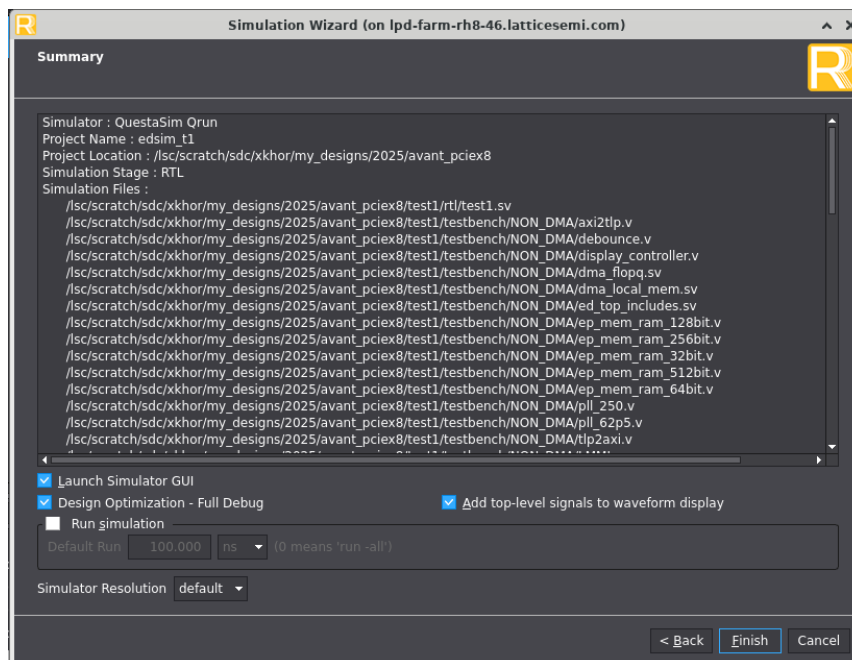 Simulation Wizard (on lpd-farm-rh8-46.latticesemi.com)
Summary
Simulator : QuestaSim Qrun
Project Name : edsim_t1
Project Location : /lsc/scratch/sdc/xkhor/my_designs/2025/avant_pciex8
Simulation Stage : RTL
Simulation Files :
/lsc/scratch/sdc/xkhor/my_designs/2025/avant_pciex8/test1/rtl/test1.sv
/lsc/scratch/sdc/xkhor/my_designs/2025/avant_pciex8/test1/testbench/NON_DMA/axi2tlp.v
/lsc/scratch/sdc/xkhor/my_designs/2025/avant_pciex8/test1/testbench/NON_DMA/debounce.v
/lsc/scratch/sdc/xkhor/my_designs/2025/avant_pciex8/test1/testbench/NON_DMA/display_controller.v
/lsc/scratch/sdc/xkhor/my_designs/2025/avant_pciex8/test1/testbench/NON_DMA/dma_flopq.sv
/lsc/scratch/sdc/xkhor/my_designs/2025/avant_pciex8/test1/testbench/NON_DMA/dma_local_mem.sv
/lsc/scratch/sdc/xkhor/my_designs/2025/avant_pciex8/test1/testbench/NON_DMA/ed_top_includes.sv
/lsc/scratch/sdc/xkhor/my_designs/2025/avant_pciex8/test1/testbench/NON_DMA/ep_mem_ram_128bit.v
/lsc/scratch/sdc/xkhor/my_designs/2025/avant_pciex8/test1/testbench/NON_DMA/ep_mem_ram_256bit.v
/lsc/scratch/sdc/xkhor/my_designs/2025/avant_pciex8/test1/testbench/NON_DMA/ep_mem_ram_32bit.v
/lsc/scratch/sdc/xkhor/my_designs/2025/avant_pciex8/test1/testbench/NON_DMA/ep_mem_ram_512bit.v
/lsc/scratch/sdc/xkhor/my_designs/2025/avant_pciex8/test1/testbench/NON_DMA/ep_mem_ram_64bit.v
/lsc/scratch/sdc/xkhor/my_designs/2025/avant_pciex8/test1/testbench/NON_DMA/pll_250.v
/lsc/scratch/sdc/xkhor/my_designs/2025/avant_pciex8/test1/testbench/NON_DMA/pll_62p5.v
/lsc/scratch/sdc/xkhor/my_designs/2025/avant_pciex8/test1/testbench/NON_DMA/tlp2axi.v
Launch Simulator GUI
Design Optimization - Full Debug Add top-level signals to waveform display
Run simulation
Default Run 100.000 ns (0 means 'run -all')
Simulator Resolution default
< Back Finish Cancel